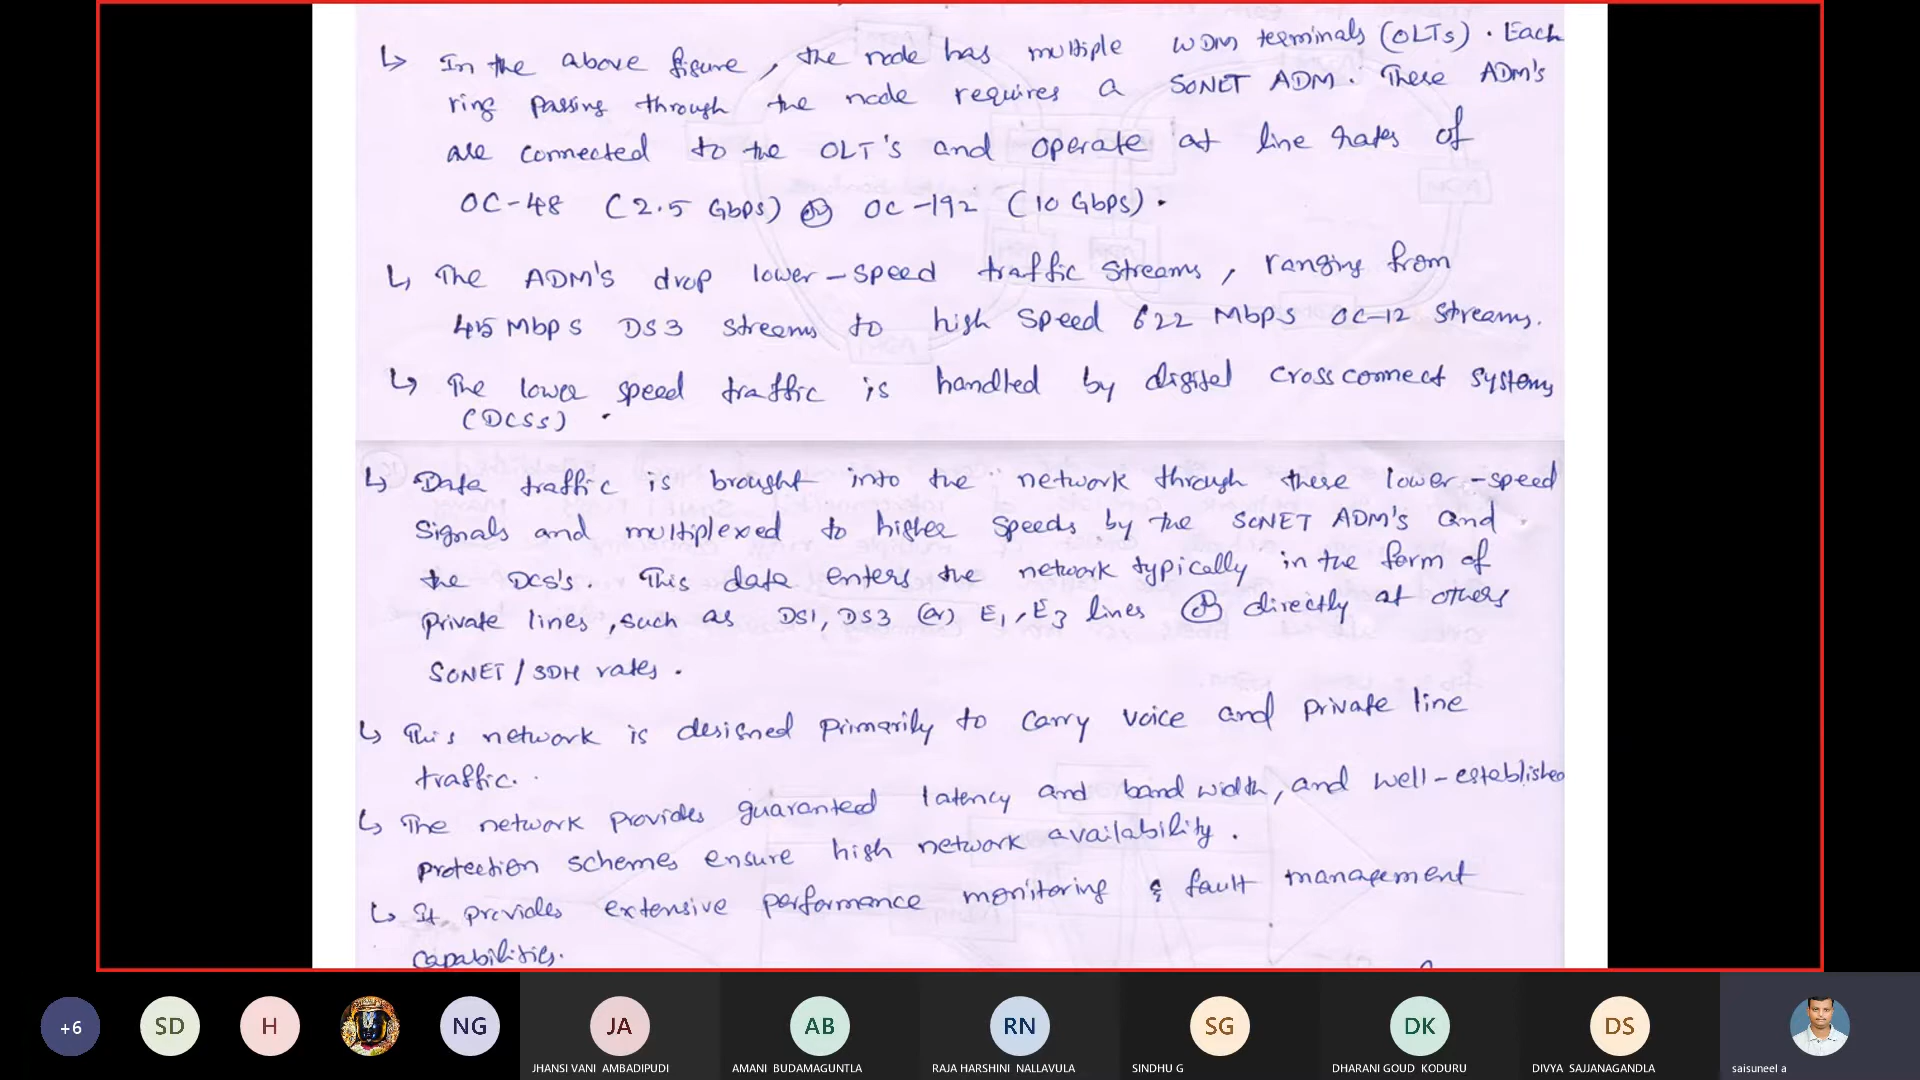 ↳ In the above figure, the node has multiple WDM terminals (OLTs). Each
ring passing through the node requires a SONET ADM. These ADM's
are connected to the OLT's and operate at line rates of
OC-48 (2.5 Gbps) or OC-192 (10 Gbps).
↳ The ADM's drop lower-speed traffic streams, ranging from
45 Mbps DS3 streams to high speed 622 Mbps OC-12 streams.
↳ The lower speed traffic is handled by digital crossconnect systems
(DCSs).
↳ Data traffic is brought into the network through these lower-speed
signals and multiplexed to higher speeds by the SONET ADM's and
the DCS's. This data enters the network typically in the form of
private lines, such as DS1, DS3 (or) E1, E3 lines or directly at others
SONET/SDH rates.
↳ This network is designed primarily to carry voice and private line
traffic.
↳ The network provides guaranteed latency and band width, and well-established
protection schemes ensure high network availability.
↳ It provides extensive performance monitoring & fault management
capabilities.
+6
SD
H
NG
JA
AB
RN
SG
DK
DS
JHANSI VANI AMBADIPUDI
AMANI BUDAMAGUNTLA
RAJA HARSHINI NALLAVULA
SINDHU G
DHARANI GOUD KODURU
DIVYA SAJJANAGANDLA
saisuneel a